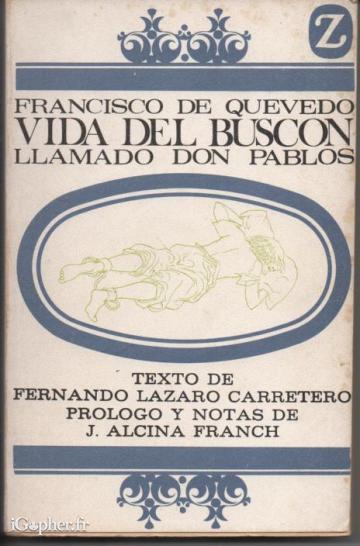 Z
FRANCISCO DE QUEVEDO
VIDA DEL BUSCON
LLAMADO DON PABLOS
TEXTO DE
FERNANDO LAZARO CARRETERO
PROLOGO Y NOTAS DE
J. ALCINA FRANCH
iGopher.fr